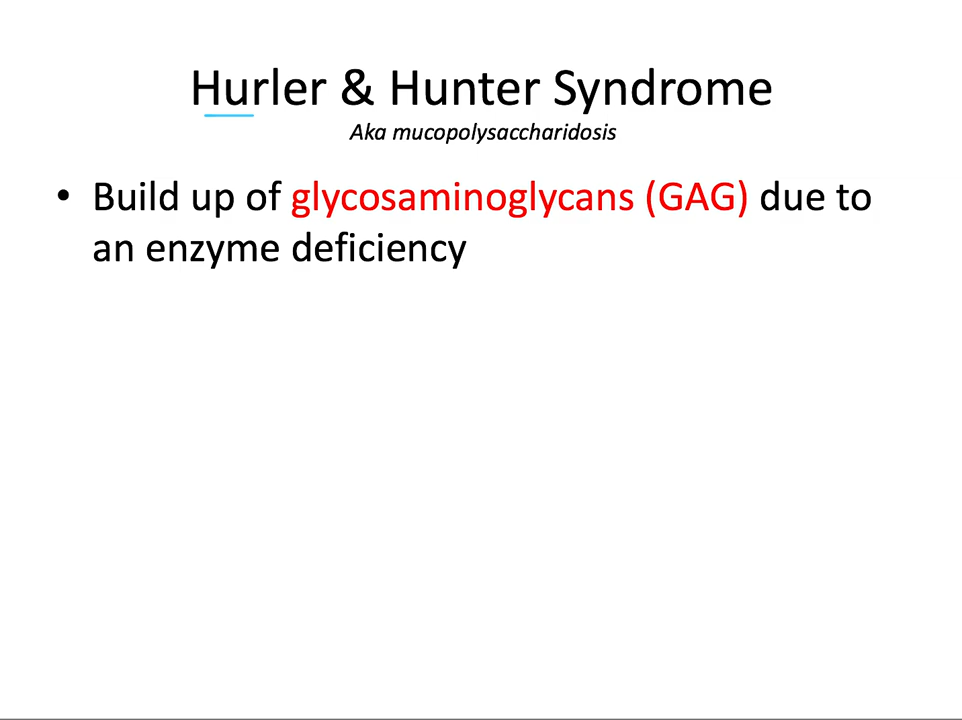 Hurler & Hunter Syndrome
Aka mucopolysaccharidosis
• Build up of glycosaminoglycans (GAG) due to
an enzyme deficiency